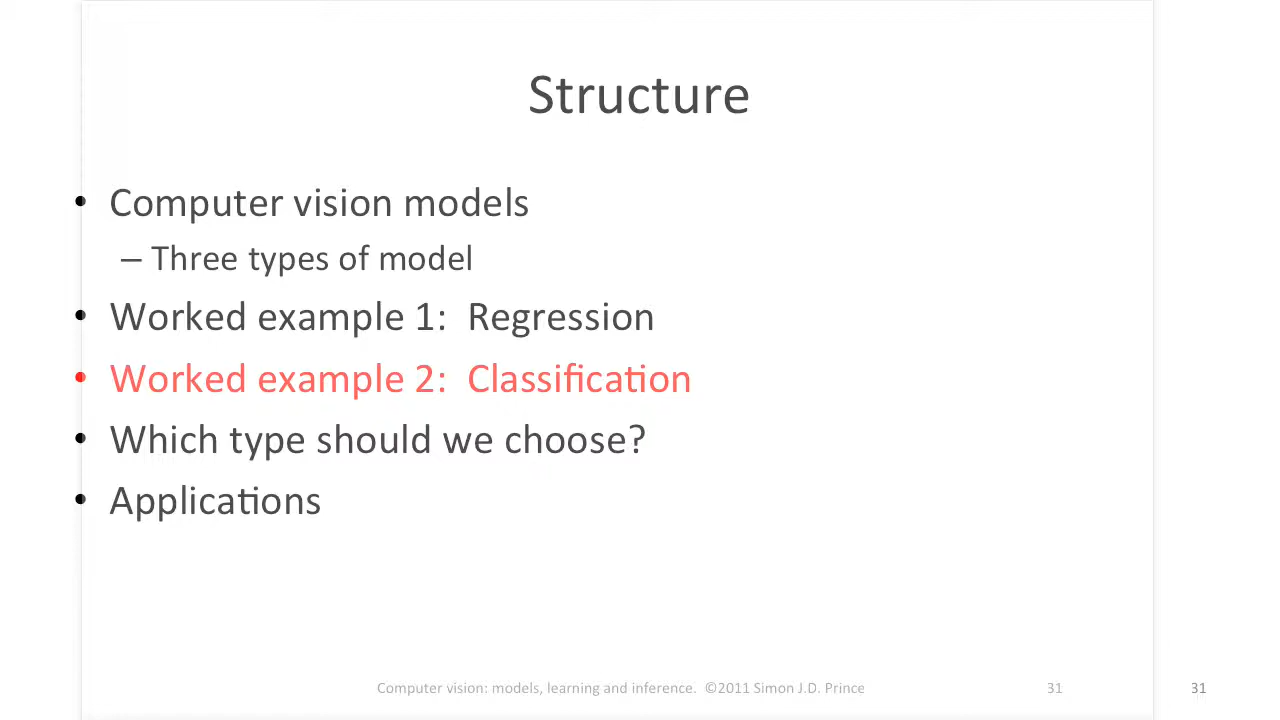 Structure
• Computer vision models
– Three types of model
• Worked example 1: Regression
• Worked example 2: Classification
• Which type should we choose?
• Applications
Computer vision: models, learning and inference. ©2011 Simon J.D. Prince 31 31